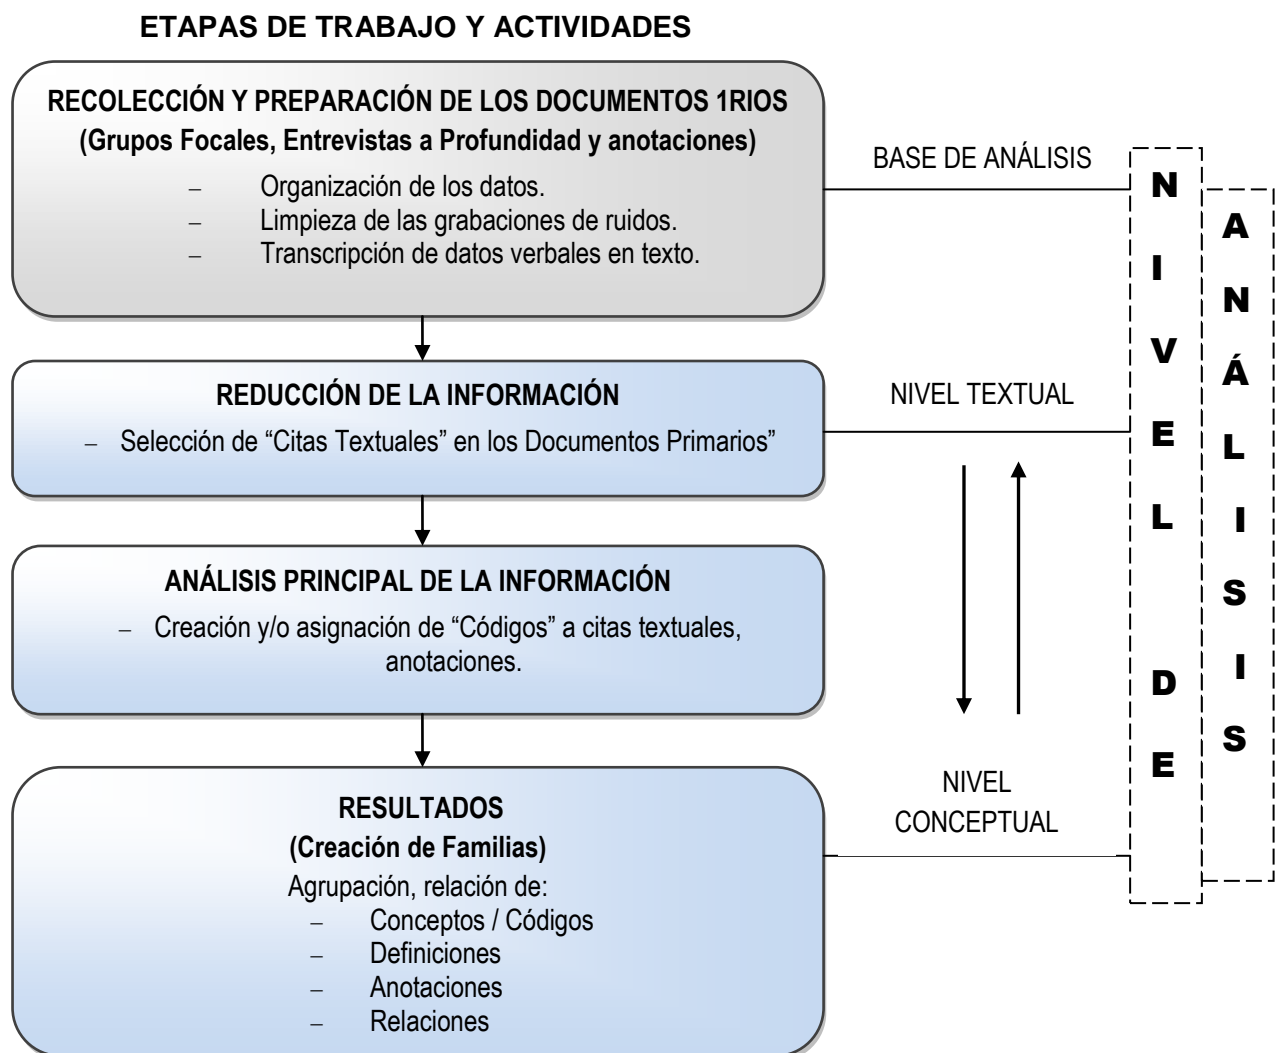 ETAPAS DE TRABAJO Y ACTIVIDADES
RECOLECCIÓN Y PREPARACIÓN DE LOS DOCUMENTOS 1RIOS
(Grupos Focales, Entrevistas a Profundidad y anotaciones)
– Organización de los datos.
– Limpieza de las grabaciones de ruidos.
– Transcripción de datos verbales en texto.
BASE DE ANÁLISIS
REDUCCIÓN DE LA INFORMACIÓN
– Selección de “Citas Textuales” en los Documentos Primarios”
NIVEL TEXTUAL
ANÁLISIS PRINCIPAL DE LA INFORMACIÓN
– Creación y/o asignación de “Códigos” a citas textuales,
anotaciones.
RESULTADOS
(Creación de Familias)
Agrupación, relación de:
– Conceptos / Códigos
– Definiciones
– Anotaciones
– Relaciones
NIVEL
CONCEPTUAL
NIVEL DE
ANÁLISIS